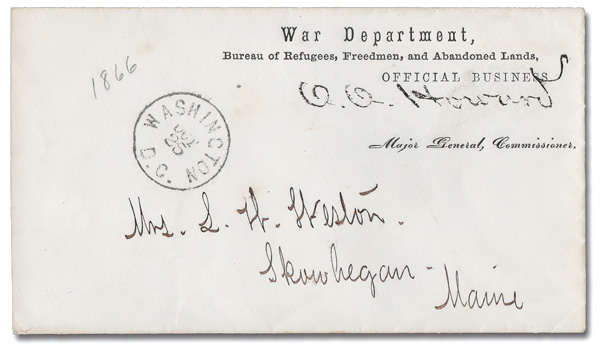 War Department,
Bureau of Refugees, Freedmen, and Abandoned Lands,
OFFICIAL BUSINESS
O. O. Howard
Major General, Commissioner.
1866
WASHINGTON D.C.
Mrs. L. W. Weston.
Skowhegan
Maine